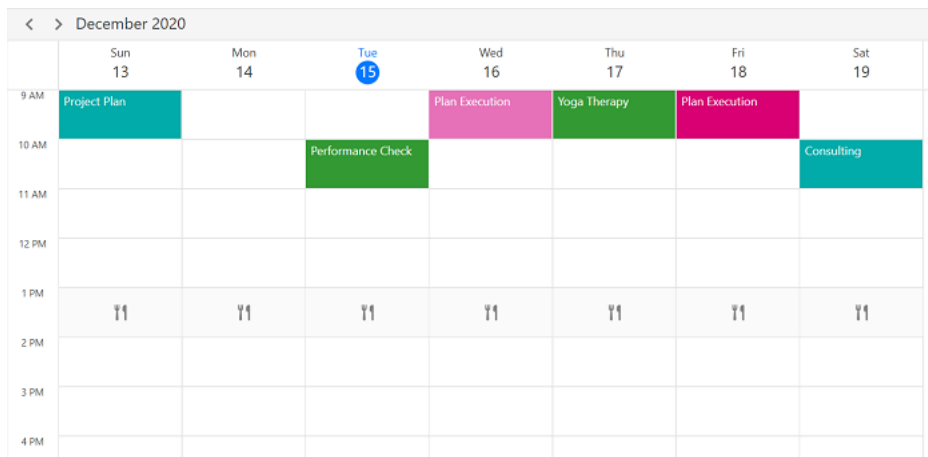 December 2020
Sun Mon Tue Wed Thu Fri Sat
13 14 15 16 17 18 19
9 AM
Project Plan Plan Execution Yoga Therapy Plan Execution
10 AM
Performance Check Consulting
11 AM
12 PM
1 PM
2 PM
3 PM
4 PM